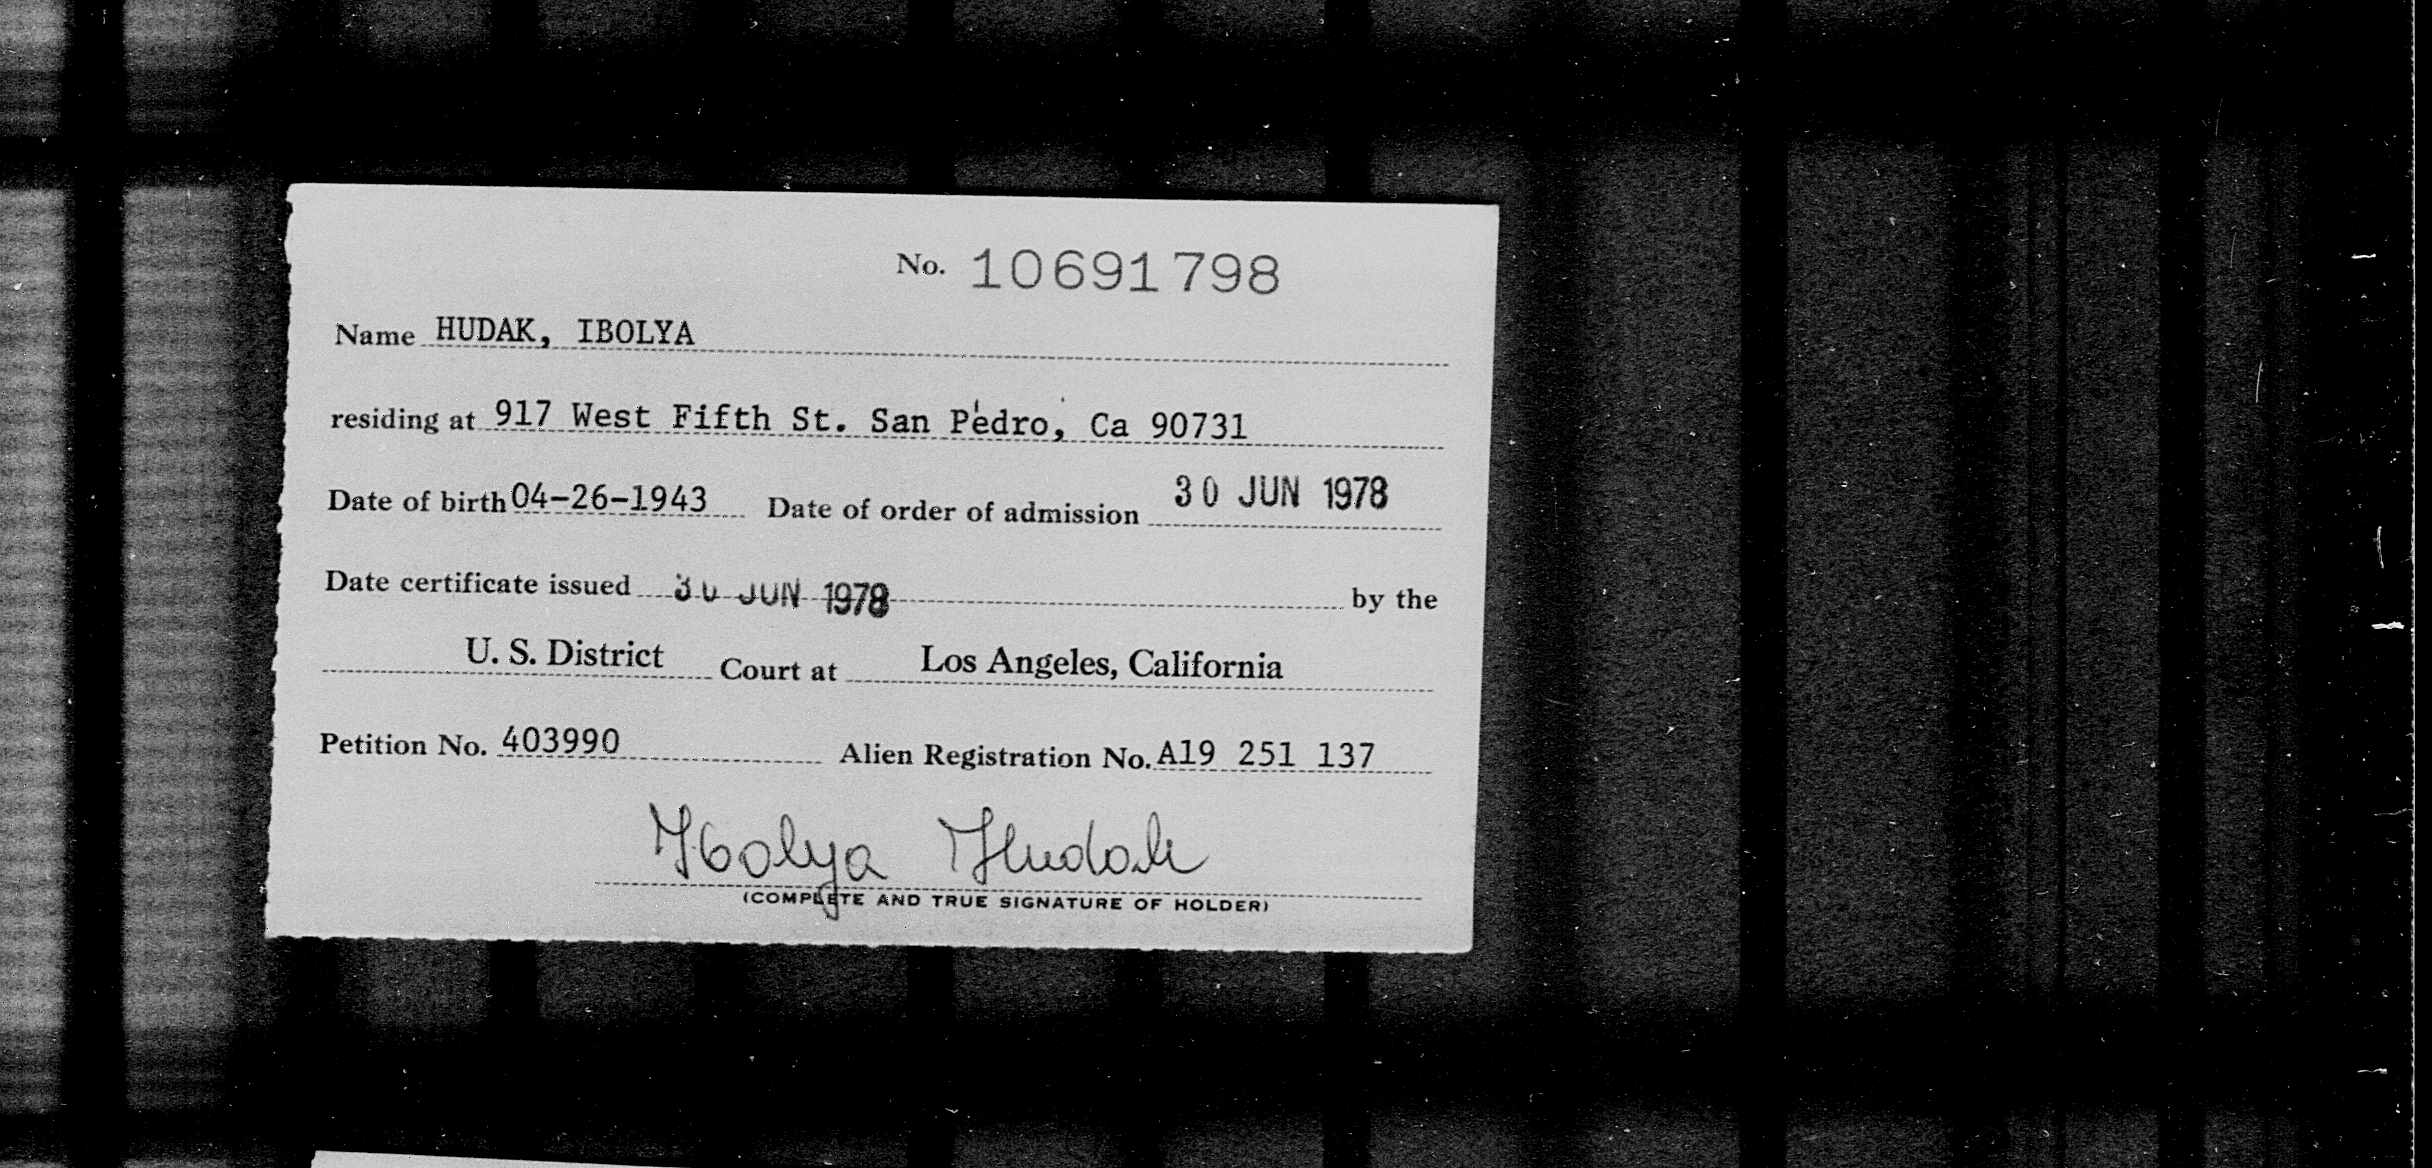 No. 10691798
Name HUDAK, IBOLYA
residing at 917 West Fifth St. San Pedro, Ca 90731
Date of birth 04-26-1943 Date of order of admission 30 JUN 1978
Date certificate issued 30 JUN 1978 by the
U. S. District Court at Los Angeles, California
Petition No. 403990 Alien Registration No. A19 251 137
Ibolya Hudak
(COMPLETE AND TRUE SIGNATURE OF HOLDER)